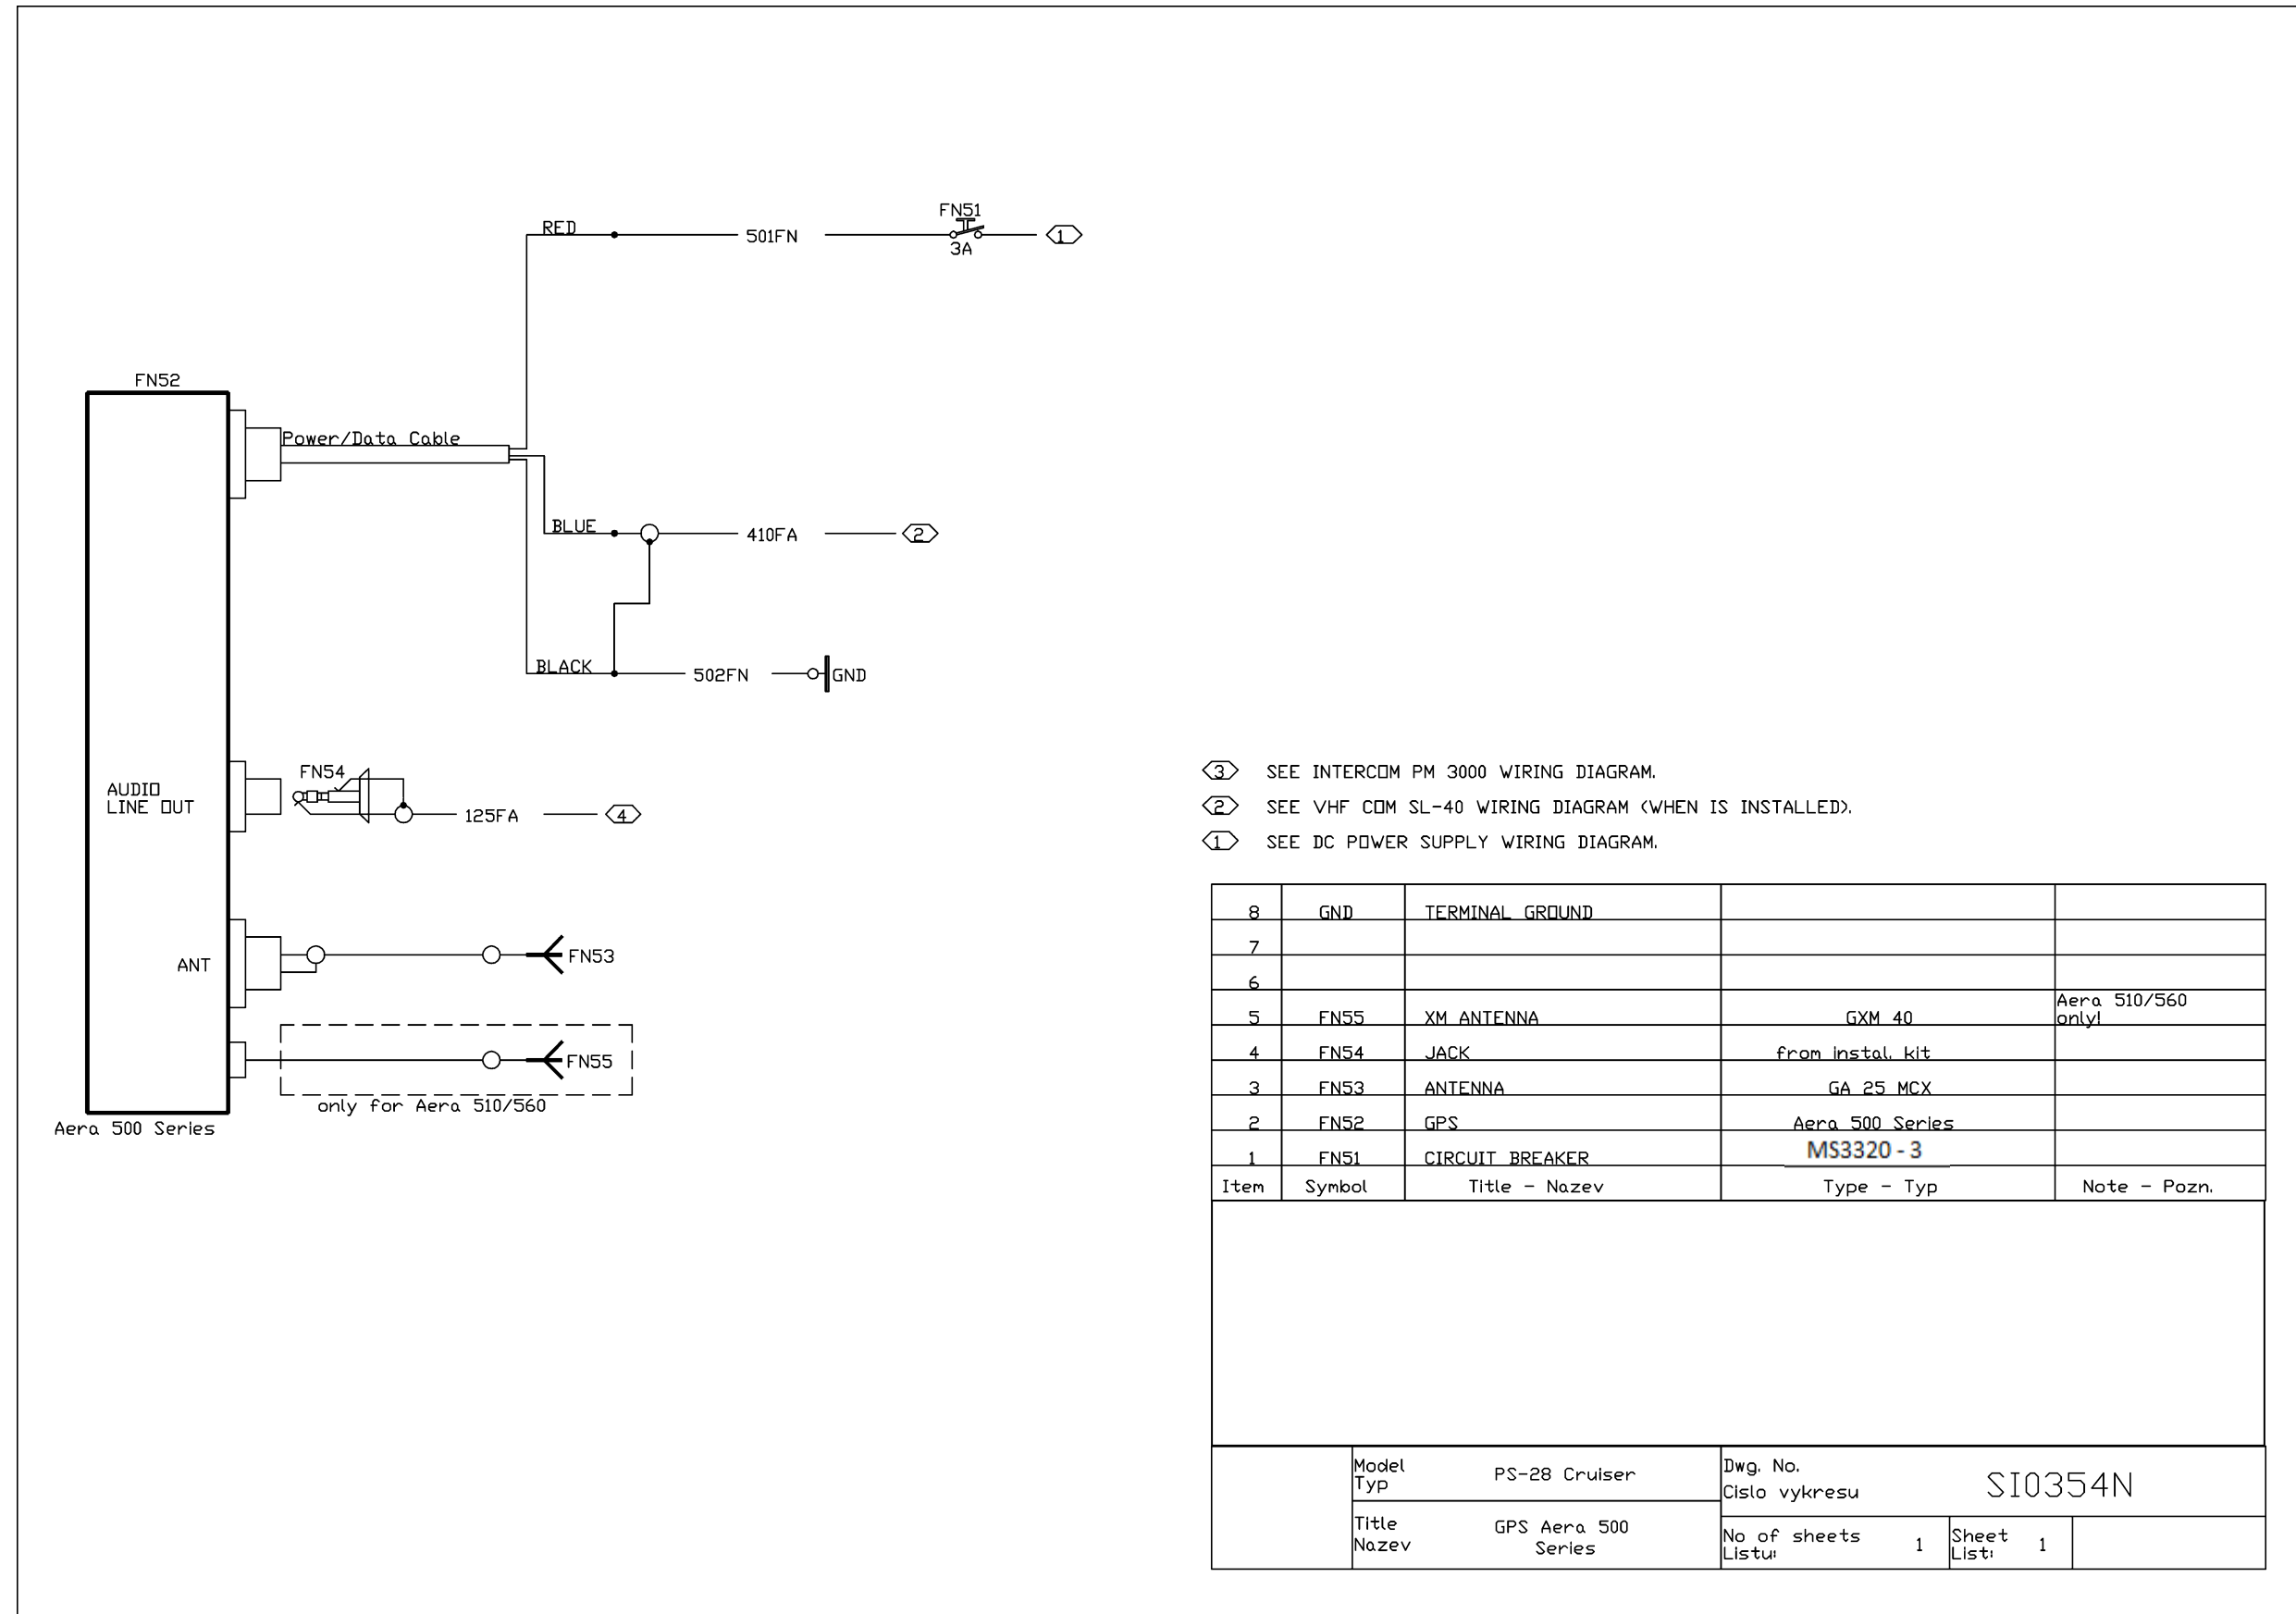 FN51
RED
501FN
1
3A
FN52
Power/Data Cable
BLUE
410FA
2
BLACK
502FN
GND
FN54
AUDIO
LINE OUT
125FA
4
ANT
FN53
FN55
only for Aera 510/560
Aera 500 Series
3 SEE INTERCOM PM 3000 WIRING DIAGRAM.
2 SEE VHF COM SL-40 WIRING DIAGRAM (WHEN IS INSTALLED).
1 SEE DC POWER SUPPLY WIRING DIAGRAM.
8 GND TERMINAL GROUND
7
6
5 FN55 XM ANTENNA GXM 40 Aera 510/560
only!
4 FN54 JACK from instal. kit
3 FN53 ANTENNA GA 25 MCX
2 FN52 GPS Aera 500 Series
1 FN51 CIRCUIT BREAKER MS3320 - 3
Item Symbol Title - Nazev Type - Typ Note - Pozn.
Model
Typ
PS-28 Cruiser
Dwg. No.
Cislo vykresu
SI0354N
Title
Nazev
GPS Aera 500
Series
No of sheets
Listu:
1
Sheet
List:
1